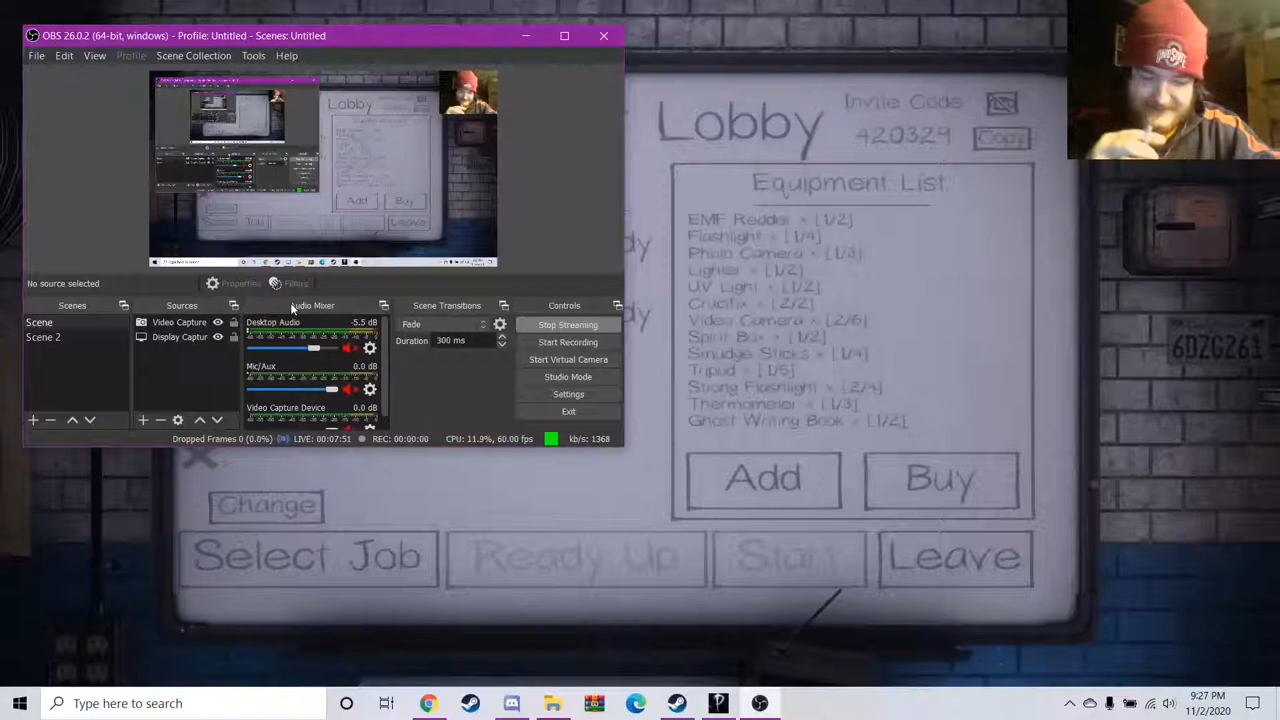 OBS 26.0.2 (64-bit, windows) - Profile: Untitled - Scenes: Untitled
File Edit View Profile Scene Collection Tools Help
Lobby
Add Buy
No source selected
Properties Filters
Scenes
Sources
Audio Mixer
Scene Transitions
Controls
Scene
Scene 2
Video Capture
Display Captur
Desktop Audio -5.5 dB
Mic/Aux 0.0 dB
Video Capture Device 0.0 dB
Fade
Duration 300 ms
Stop Streaming
Start Recording
Start Virtual Camera
Studio Mode
Settings
Exit
Dropped Frames 0 (0.0%) LIVE: 00:07:51 REC: 00:00:00 CPU: 11.9%, 60.00 fps kb/s: 1368
Lobby
Invite Code
420329
Copy
Equipment List
EMF Reader × [1/2]
Flashlight × [1/4]
Photo Camera × [1/3]
Lighter × [1/2]
UV Light × [1/2]
Crucifix × [2/2]
Video Camera × [2/6]
Spirit Box × [1/2]
Smudge Sticks × [1/4]
Tripod × [1/5]
Strong Flashlight × [2/4]
Thermometer × [1/3]
Ghost Writing Book × [1/2]
Add Buy
Change
Select Job Ready Up Start Leave
6DZG261
OHIO STATE
Type here to search
9:27 PM
11/2/2020